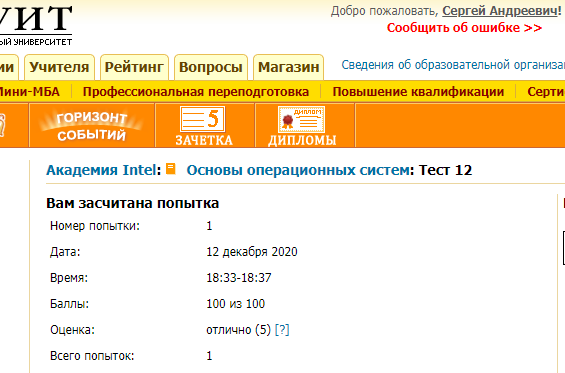 УИТ
НЫЙ УНИВЕРСИТЕТ
Добро пожаловать, Сергей Андреевич!
Сообщить об ошибке >>
ии Учителя Рейтинг Вопросы Магазин Сведения об образовательной организа
Мини-МБА Профессиональная переподготовка Повышение квалификации Серти
ГОРИЗОНТ СОБЫТИЙ
5
ЗАЧЕТКА
ДИПЛОМ
ДИПЛОМЫ
Академия Intel: Основы операционных систем: Тест 12
Вам засчитана попытка
Номер попытки: 1
Дата: 12 декабря 2020
Время: 18:33-18:37
Баллы: 100 из 100
Оценка: отлично (5) [?]
Всего попыток: 1